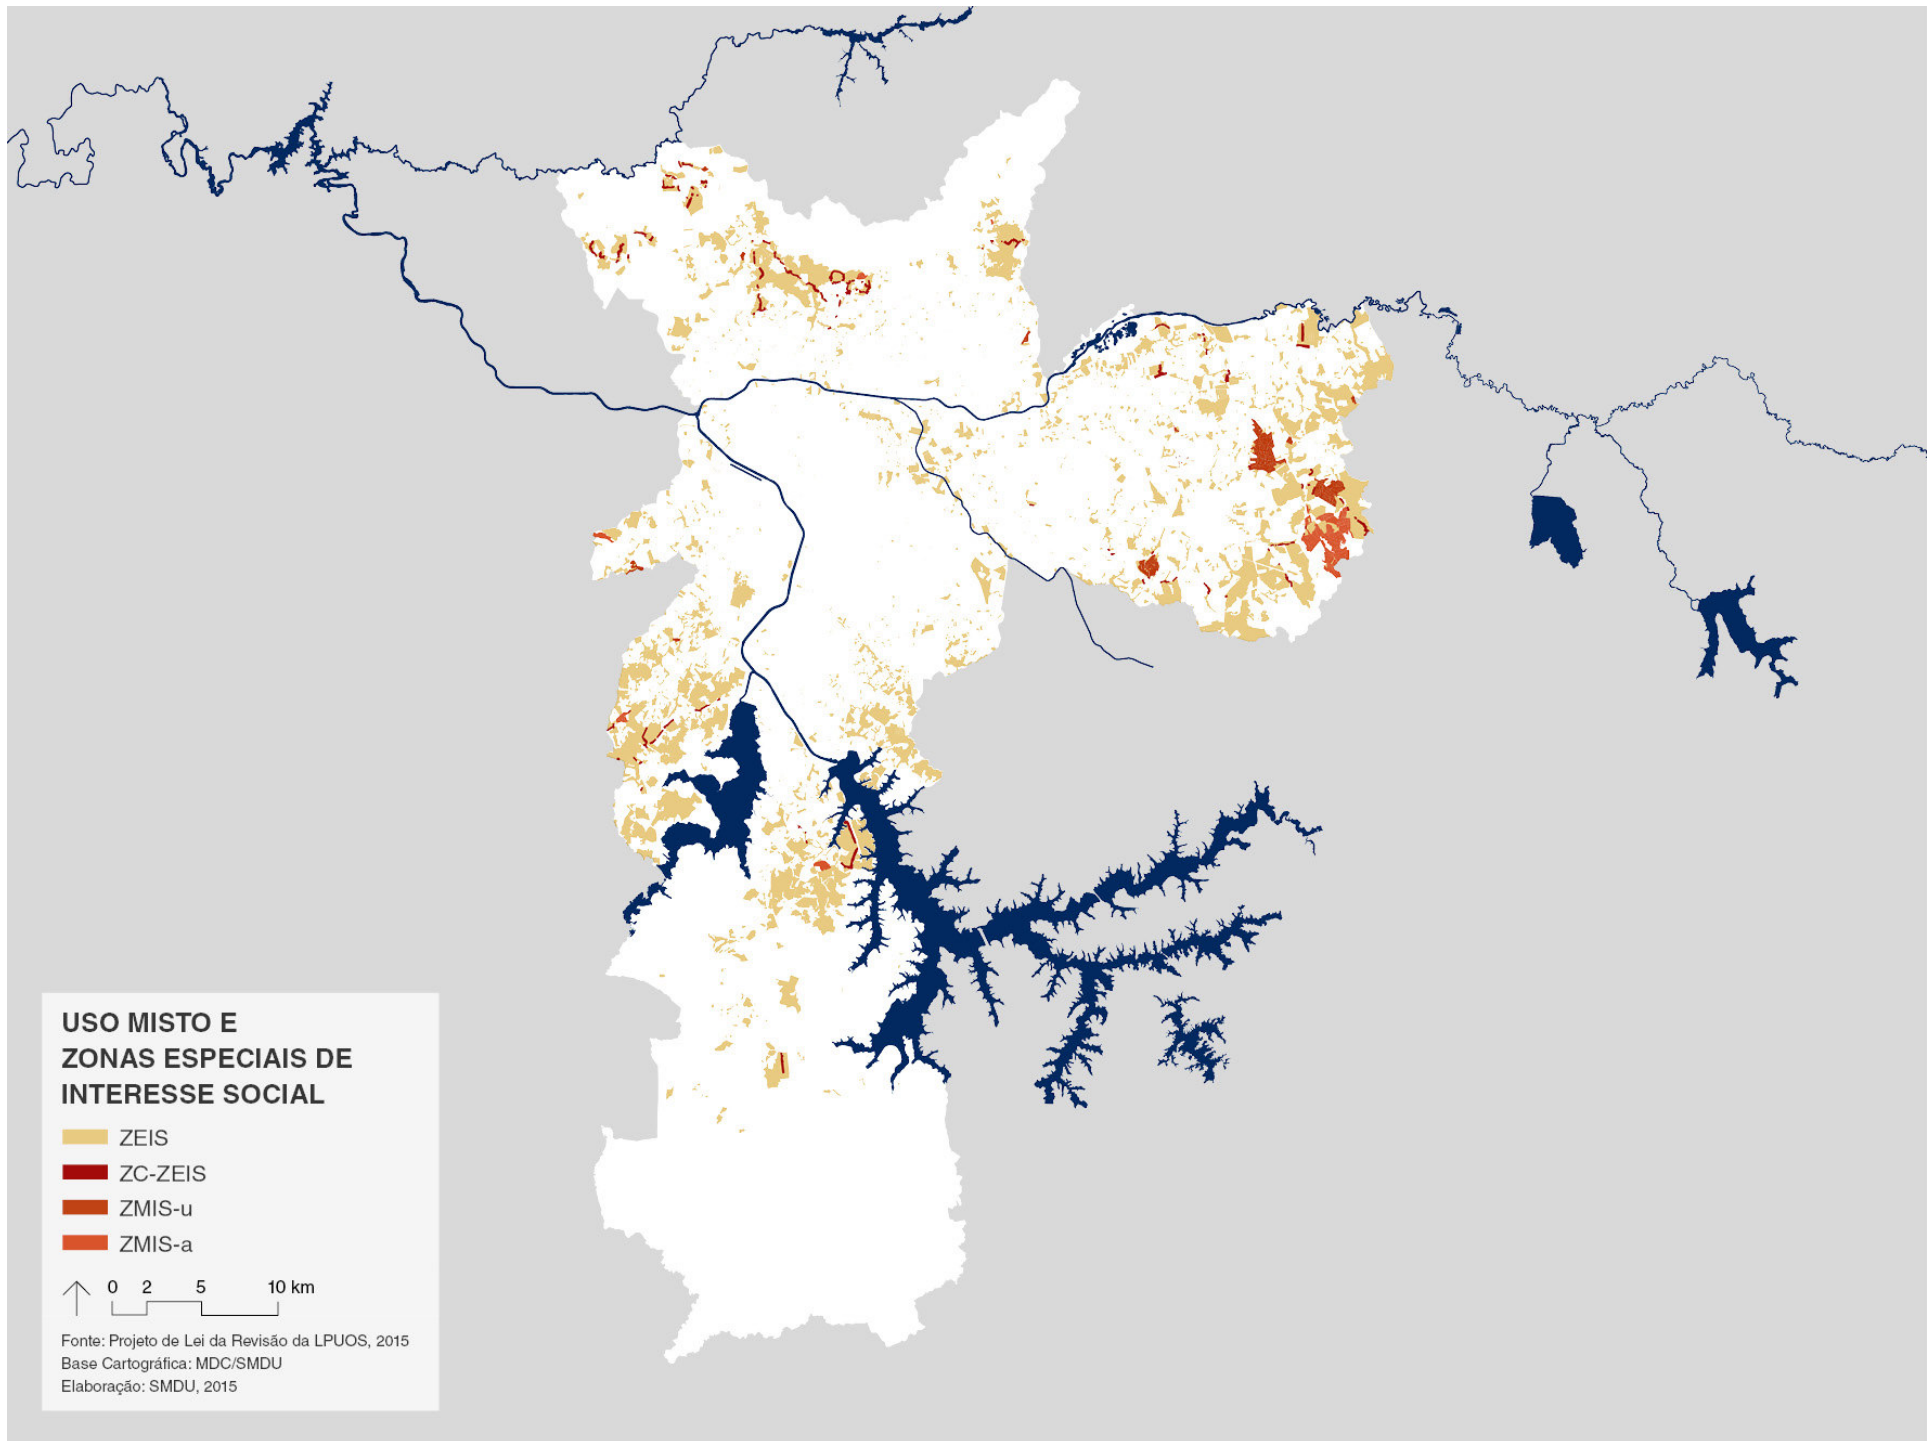 USO MISTO E
ZONAS ESPECIAIS DE
INTERESSE SOCIAL
ZEIS
ZC-ZEIS
ZMIS-u
ZMIS-a
0 2 5 10 km
Fonte: Projeto de Lei da Revisão da LPUOS, 2015
Base Cartográfica: MDC/SMDU
Elaboração: SMDU, 2015